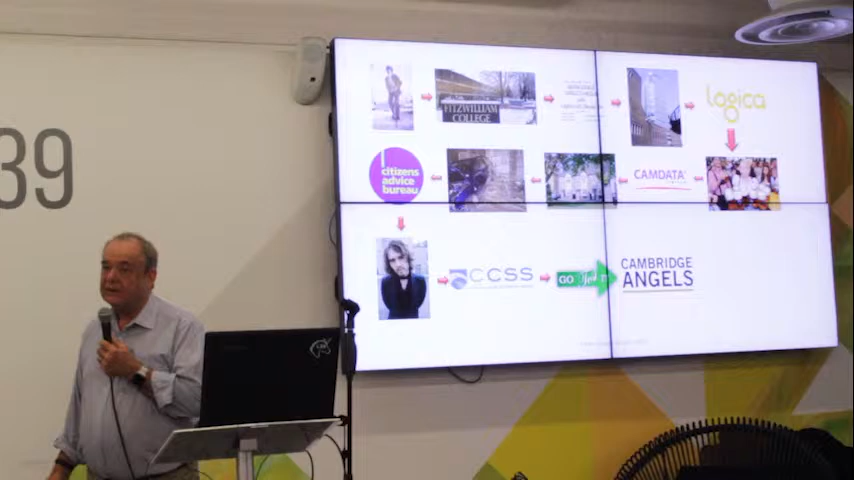 39
FITZWILLIAM
COLLEGE
logica
citizens
advice
bureau
CAMDATA
CCSS
GO
CAMBRIDGE
ANGELS